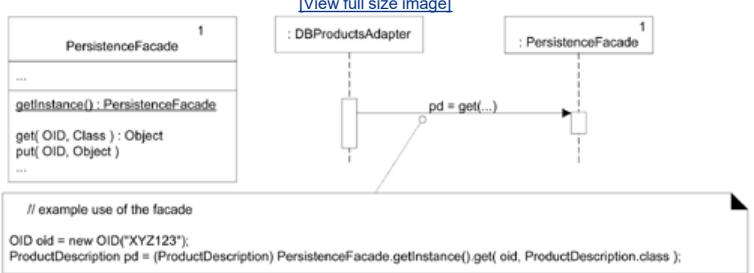 [View full size image]
1
PersistenceFacade
...
getInstance() : PersistenceFacade
get( OID, Class ) : Object
put( OID, Object )
...
: DBProductsAdapter
1
: PersistenceFacade
pd = get(...)
// example use of the facade
OID oid = new OID("XYZ123");
ProductDescription pd = (ProductDescription) PersistenceFacade.getInstance().get( oid, ProductDescription.class );